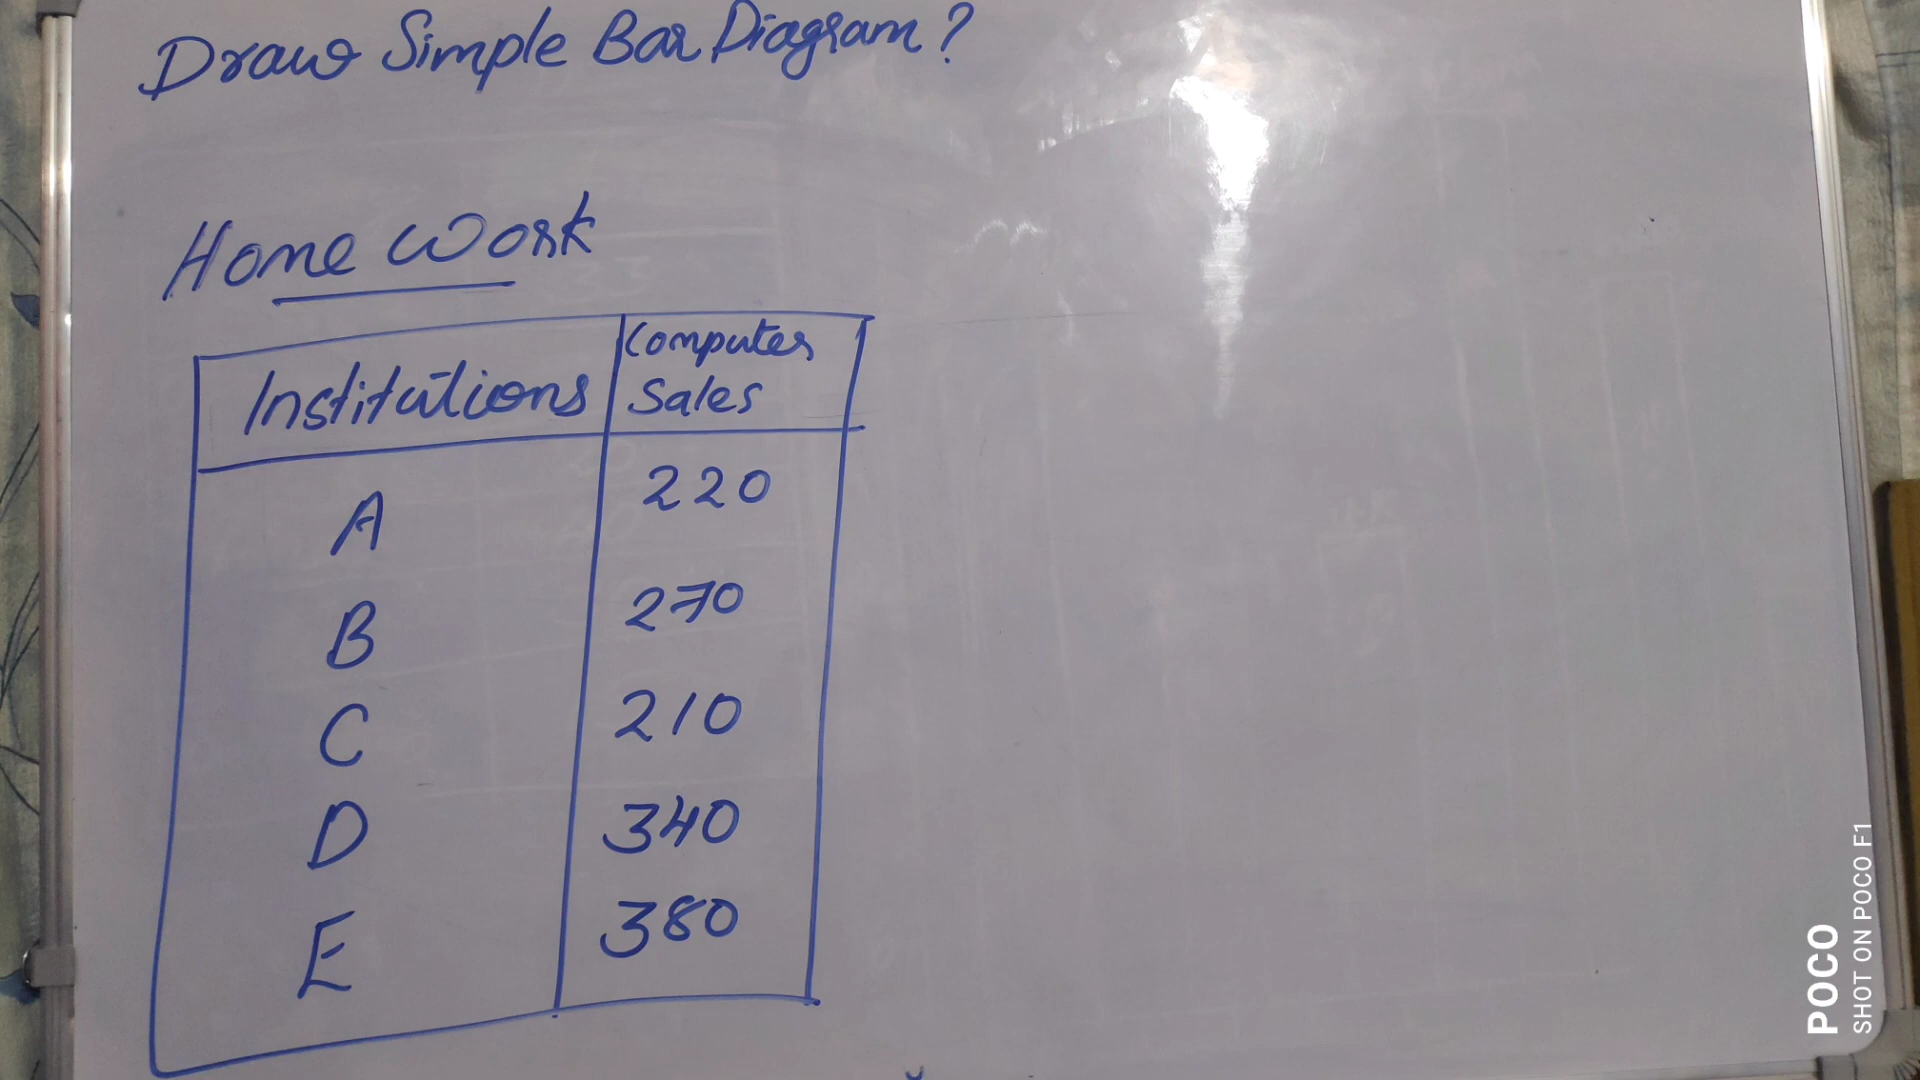 Draw Simple Bar Diagram?
Home Work
Institutions Computer Sales
A 220
B 270
C 210
D 340
E 380
POCO
SHOT ON POCO F1